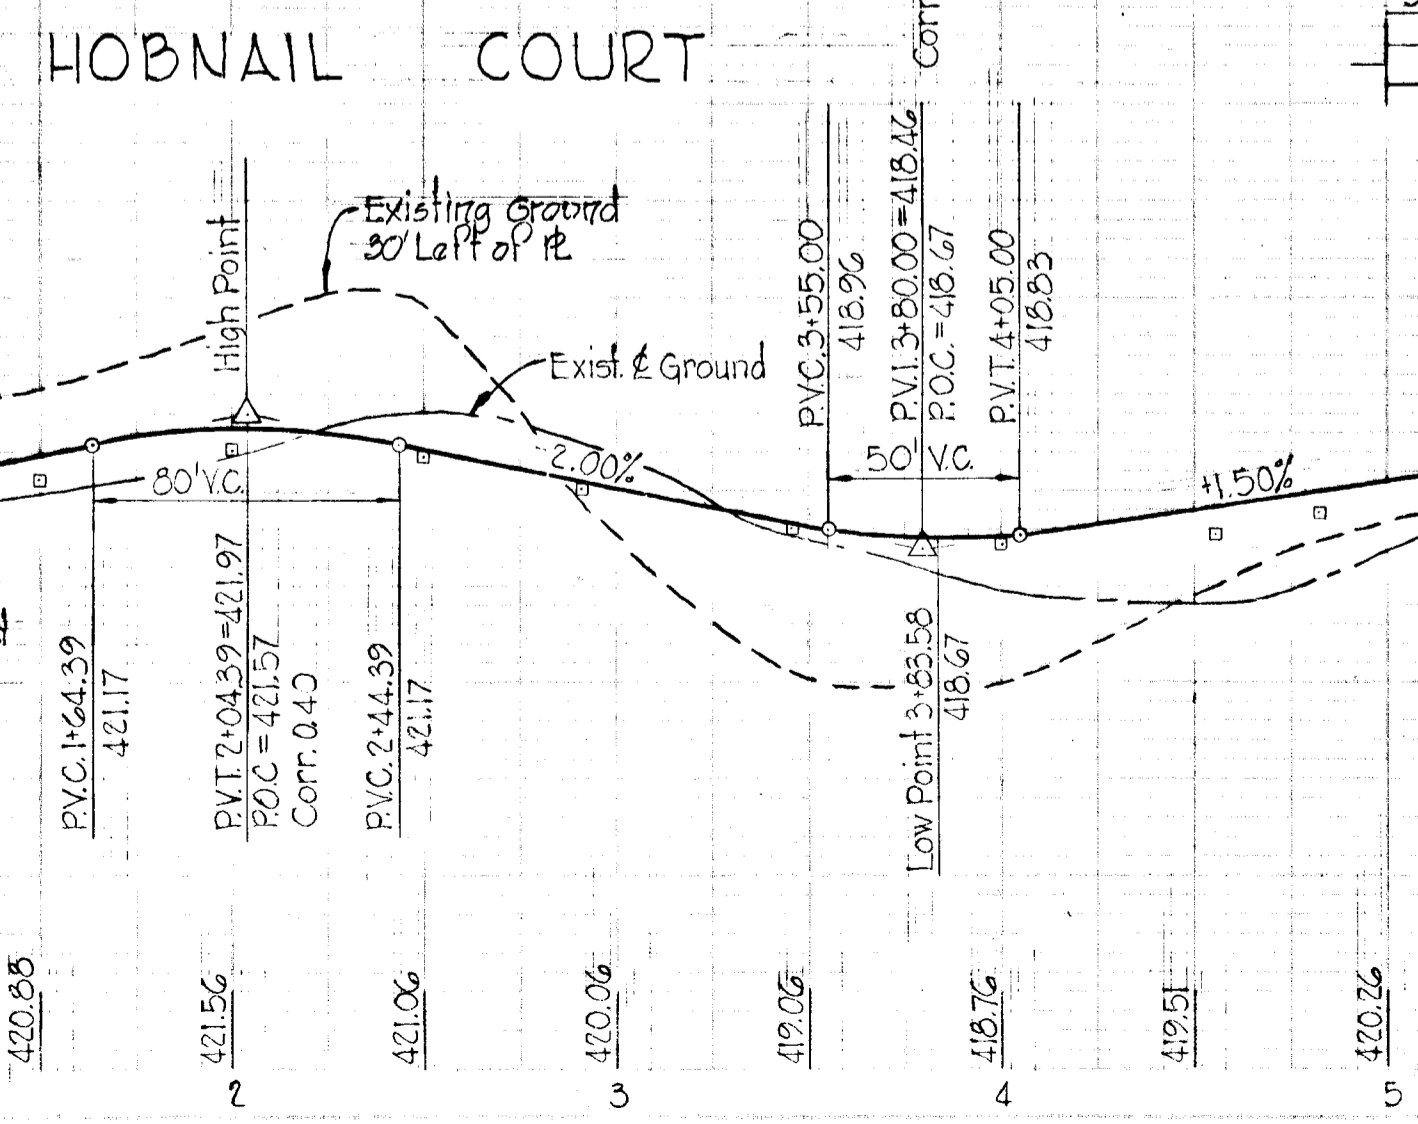 HOBNAIL COURT
Corr
Existing Ground
30' Left of ⅊
High Point
Exist. ℄ Ground
P.V.C. 3+55.00
418.96
P.V.I. 3+80.00=418.46
P.O.C.=418.67
P.V.T. 4+05.00
418.83
80' V.C.
-2.00%
50' V.C.
+1.50%
P.V.C. 1+64.39
421.17
P.V.T. 2+04.39=421.97
P.O.C=421.57
Corr. 0.40
P.V.C. 2+44.39
421.17
Low Point 3+83.58
418.67
420.88
421.56
421.06
420.06
419.06
418.76
419.51
420.26
2
3
4
5